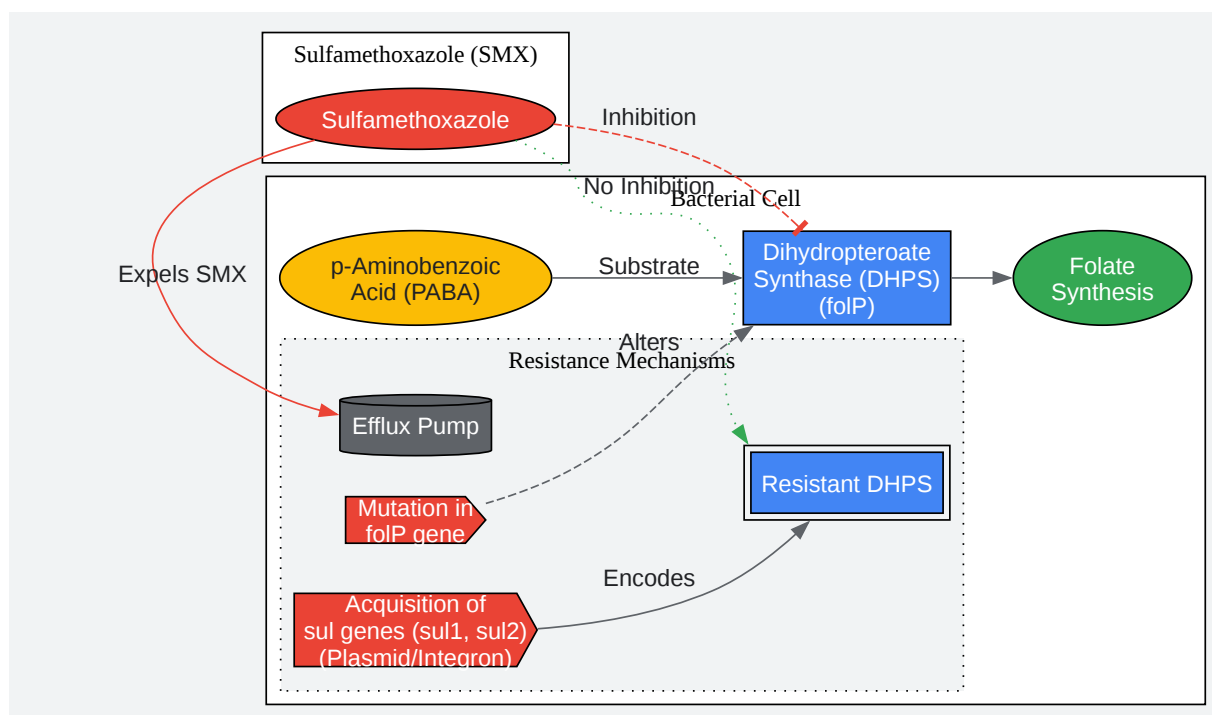 Sulfamethoxazole (SMX)
Sulfamethoxazole
Inhibition
No Inhibition
Bacterial Cell
Expels SMX
p-Aminobenzoic
Acid (PABA)
Substrate
Dihydropteroate
Synthase (DHPS)
(folP)
Folate
Synthesis
Alters
Resistance Mechanisms
Efflux Pump
Resistant DHPS
Mutation in
folP gene
Encodes
Acquisition of
sul genes (sul1, sul2)
(Plasmid/Integron)